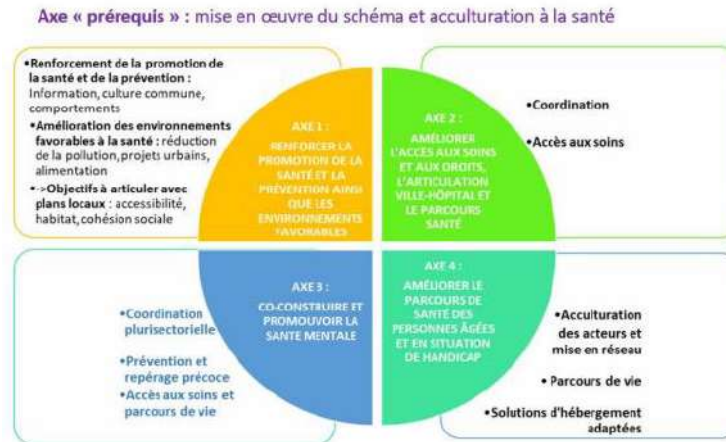 Axe « prérequis » : mise en œuvre du schéma et acculturation à la santé
•Renforcement de la promotion de
la santé et de la prévention :
Information, culture commune,
comportements
•Amélioration des environnements
favorables à la santé : réduction
de la pollution, projets urbains,
alimentation
•->Objectifs à articuler avec
plans locaux : accessibilité,
habitat, cohésion sociale
AXE 1 :
RENFORCER LA
PROMOTION DE LA
SANTÉ ET LA
PRÉVENTION AINSI
QUE LES
ENVIRONNEMENTS
FAVORABLES
AXE 2 :
AMÉLIORER
L'ACCÈS AUX SOINS
ET AUX DROITS,
L'ARTICULATION
VILLE-HÔPITAL ET
LE PARCOURS
SANTÉ
•Coordination
•Accès aux soins
•Coordination
plurisectorielle
•Prévention et
repérage précoce
•Accès aux soins et
parcours de vie
AXE 3 :
CO-CONSTRUIRE ET
PROMOUVOIR LA
SANTE MENTALE
AXE 4 :
AMÉLIORER LE
PARCOURS DE
SANTÉ DES
PERSONNES ÂGÉES
ET EN SITUATION
DE HANDICAP
•Acculturation
des acteurs et
mise en réseau
• Parcours de vie
•Solutions d'hébergement
adaptées